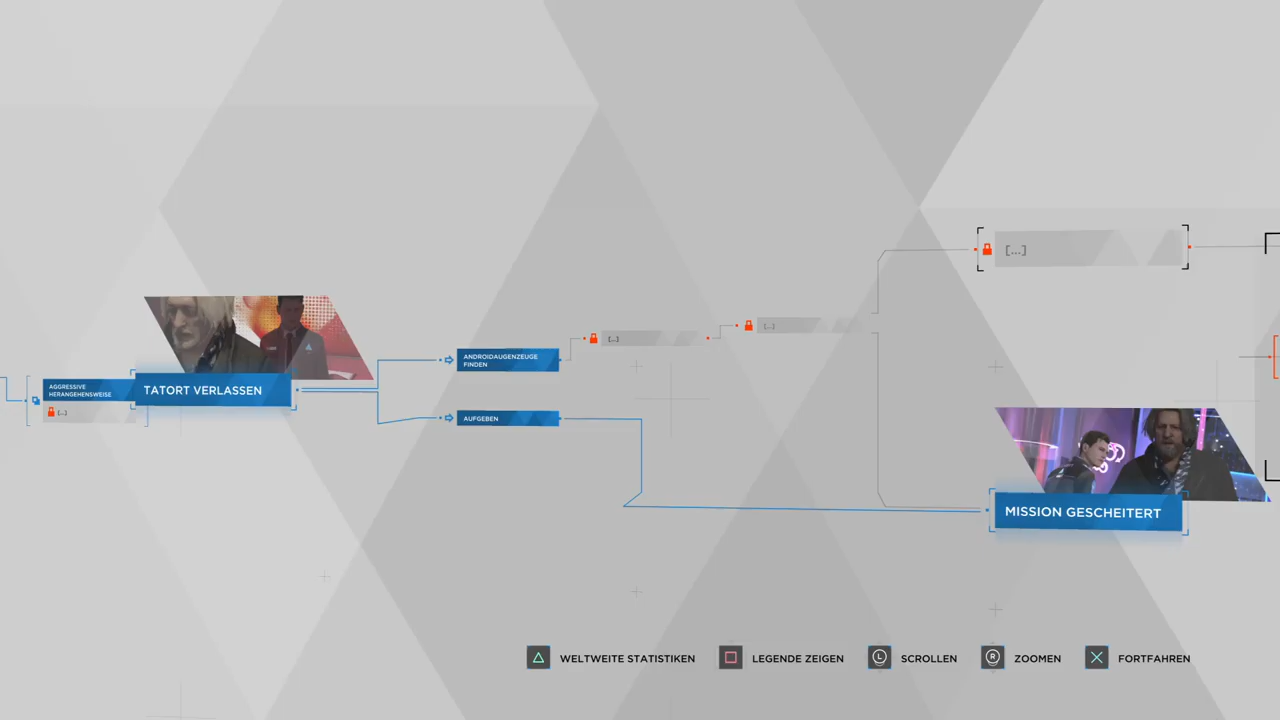 AGGRESSIVE
HERANGEHENSWEISE
[...]
TATORT VERLASSEN
ANDROIDAUGENZEUGE
FINDEN
AUFGEBEN
[...]
[...]
[...]
MISSION GESCHEITERT
WELTWEITE STATISTIKEN
LEGENDE ZEIGEN
L SCROLLEN
R ZOOMEN
FORTFAHREN